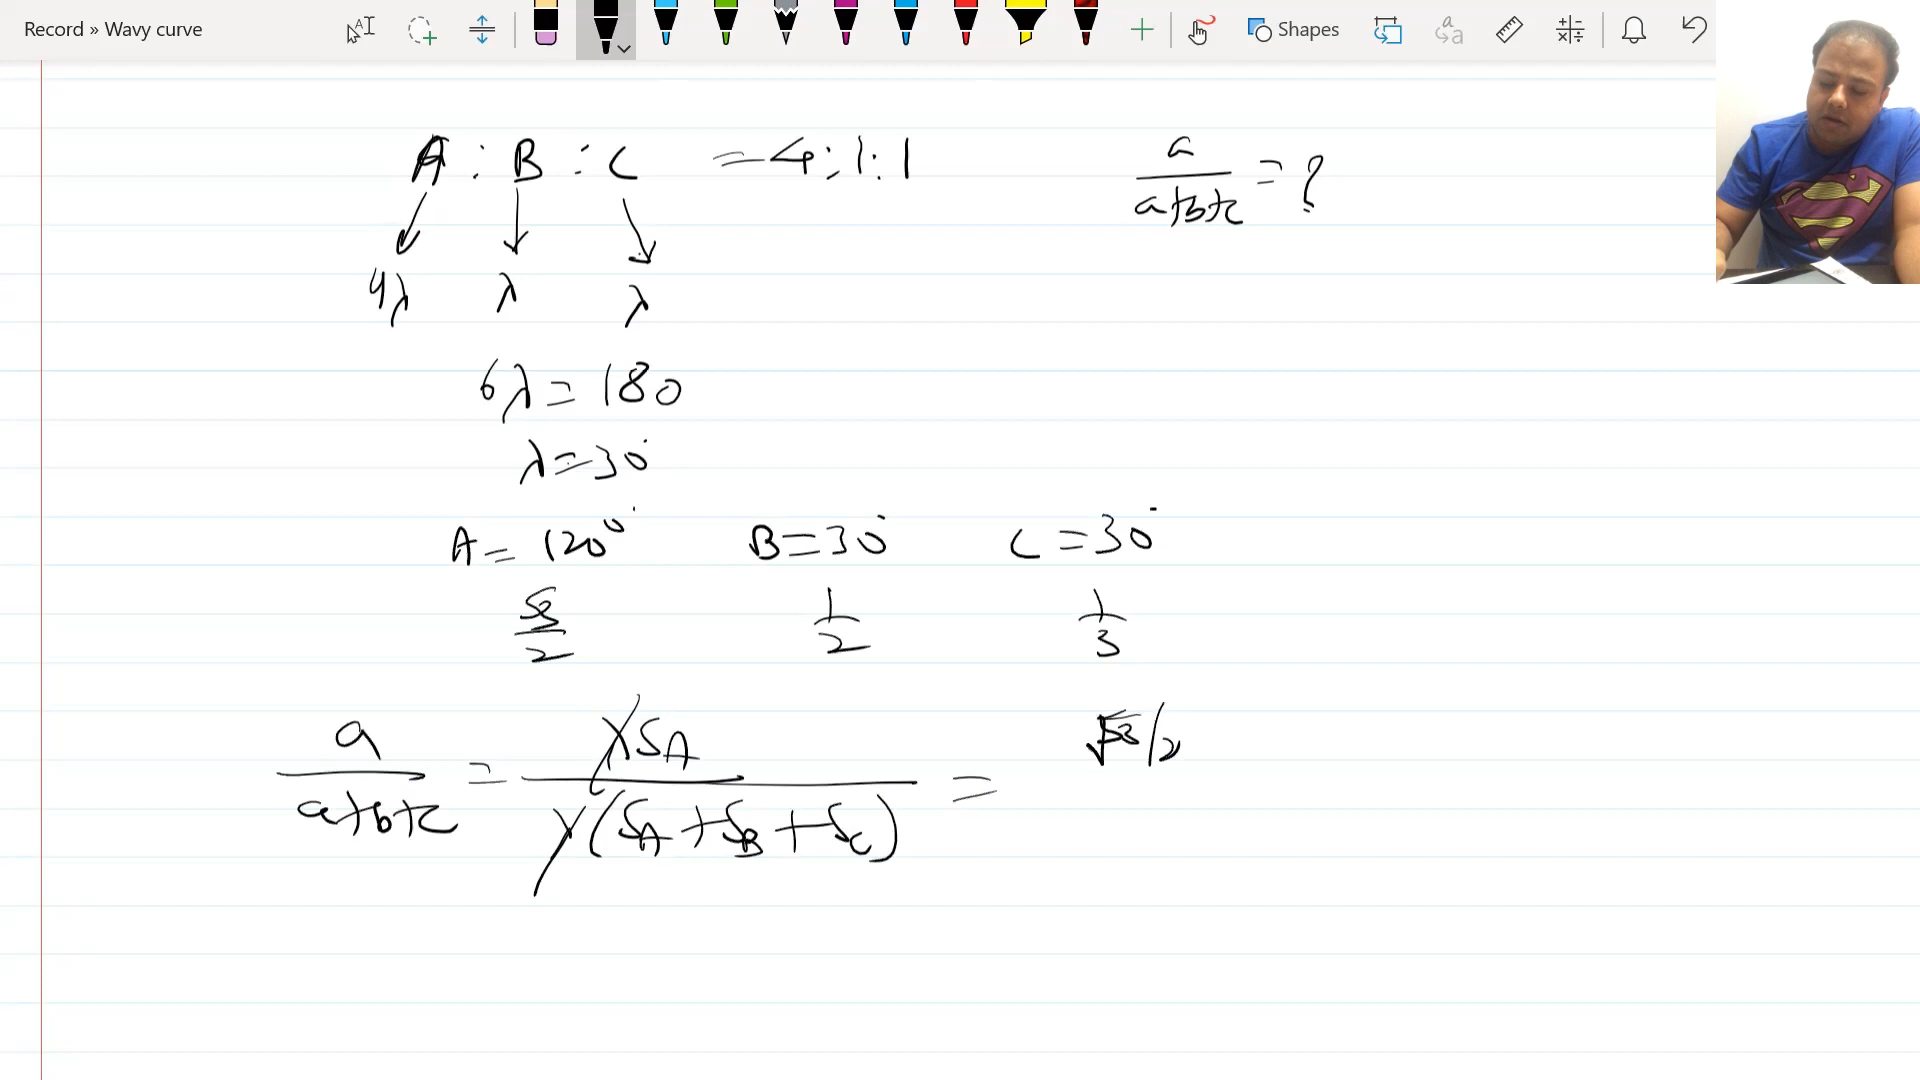 Record » Wavy curve
Shapes
A : B : C = 4 : 1 : 1
a/(a+b+c) = ?
4λ λ λ
6λ = 180
λ = 30°
A = 120° B = 30° C = 30°
√3/2 1/2 1/3
a/(a+b+c) = λSA/λ(SA + SB + SC) = √3/2